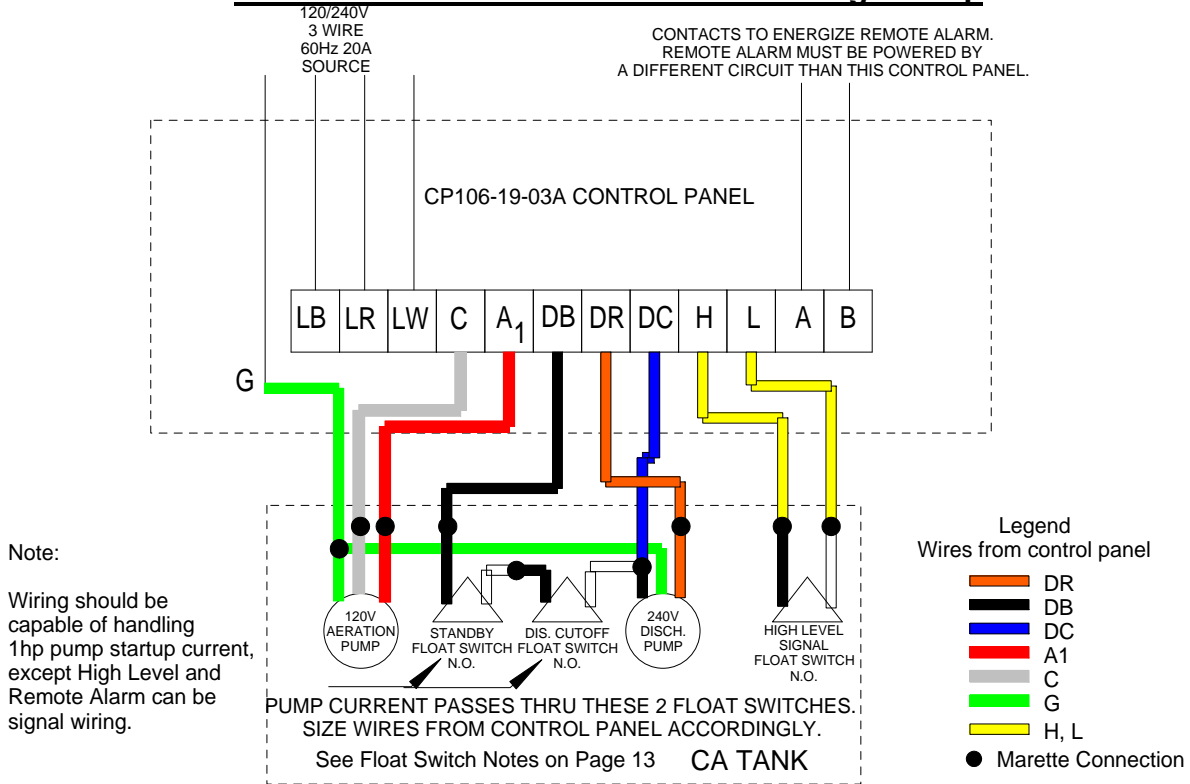 120/240V
3 WIRE
60Hz 20A
SOURCE
CONTACTS TO ENERGIZE REMOTE ALARM.
REMOTE ALARM MUST BE POWERED BY
A DIFFERENT CIRCUIT THAN THIS CONTROL PANEL.
CP106-19-03A CONTROL PANEL
LB LR LW C A1 DB DR DC H L A B
G
Note:
Wiring should be
capable of handling
1hp pump startup current,
except High Level and
Remote Alarm can be
signal wiring.
120V
AERATION
PUMP
STANDBY
FLOAT SWITCH
N.O.
DIS. CUTOFF
FLOAT SWITCH
N.O.
240V
DISCH.
PUMP
HIGH LEVEL
SIGNAL
FLOAT SWITCH
N.O.
PUMP CURRENT PASSES THRU THESE 2 FLOAT SWITCHES.
SIZE WIRES FROM CONTROL PANEL ACCORDINGLY.
See Float Switch Notes on Page 13
CA TANK
Legend
Wires from control panel
DR
DB
DC
A1
C
G
H, L
Marette Connection